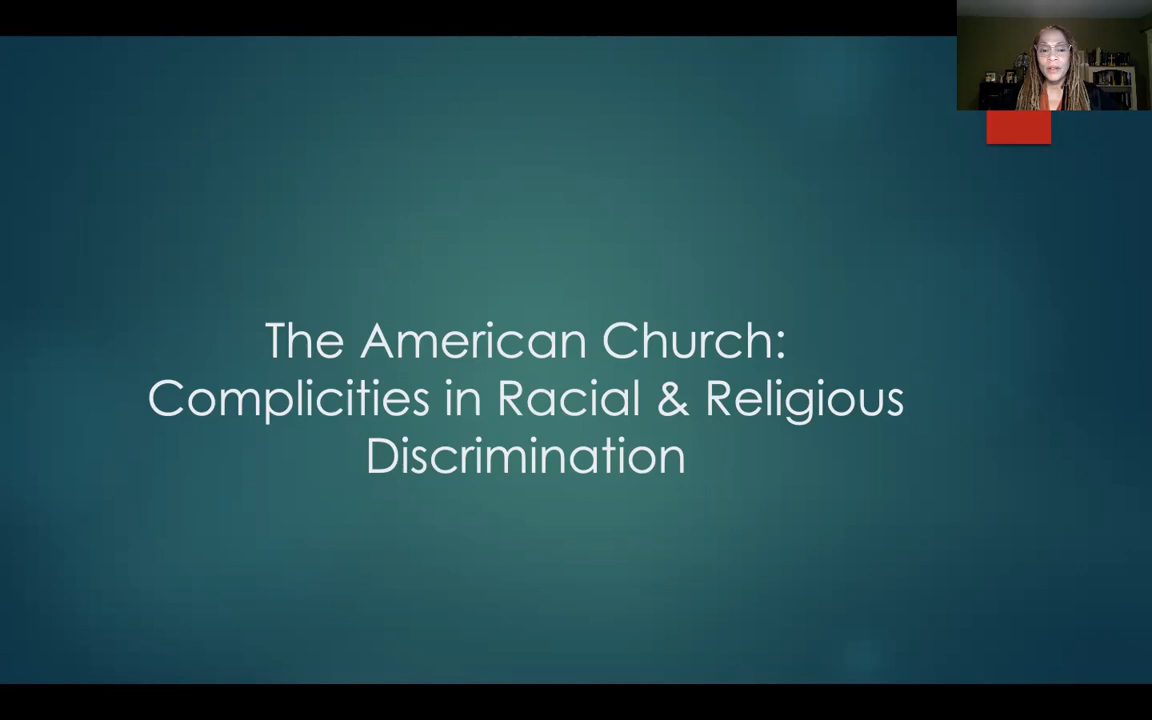 The American Church:
Complicities in Racial & Religious
Discrimination